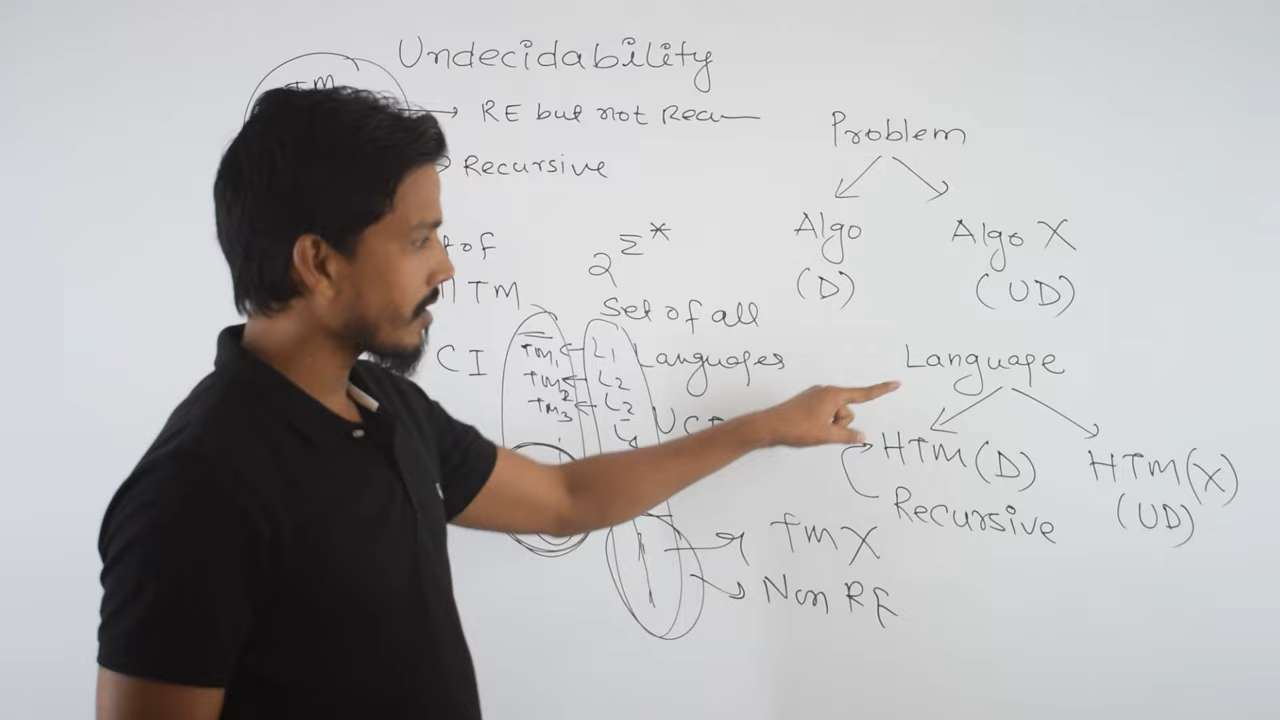 Undecidability
TM
→ RE but not Rec
Recursive
t of
TM
CI
2^Σ*
Set of all
Languages
TM1 ← L1
TM2 ← L2
TM3 ← L3
L4
UCI
TM X
Non RE
Problem
Algo
(D)
Algo X
(UD)
Language
HTM(D)
Recursive
HTM(X)
(UD)